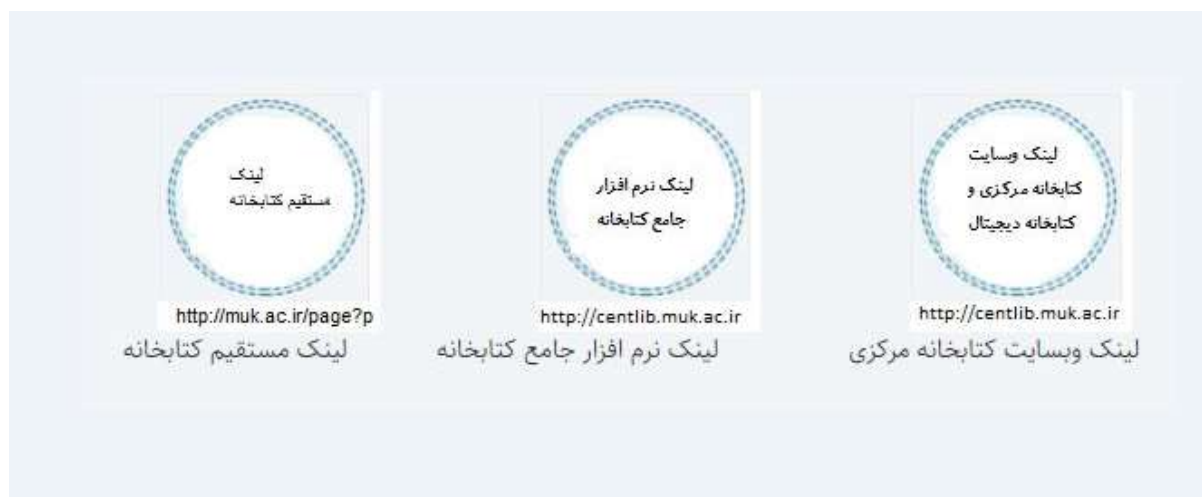 لینک وسایت
کتابخانه مرکزی و
کتابخانه دیجیتال
http://centlib.muk.ac.ir
لینک وبسایت کتابخانه مرکزی
لینک نرم افزار
جامع کتابخانه
http://centlib.muk.ac.ir
لینک نرم افزار جامع کتابخانه
لینک
مستقیم کتابخانه
http://muk.ac.ir/page?p
لینک مستقیم کتابخانه